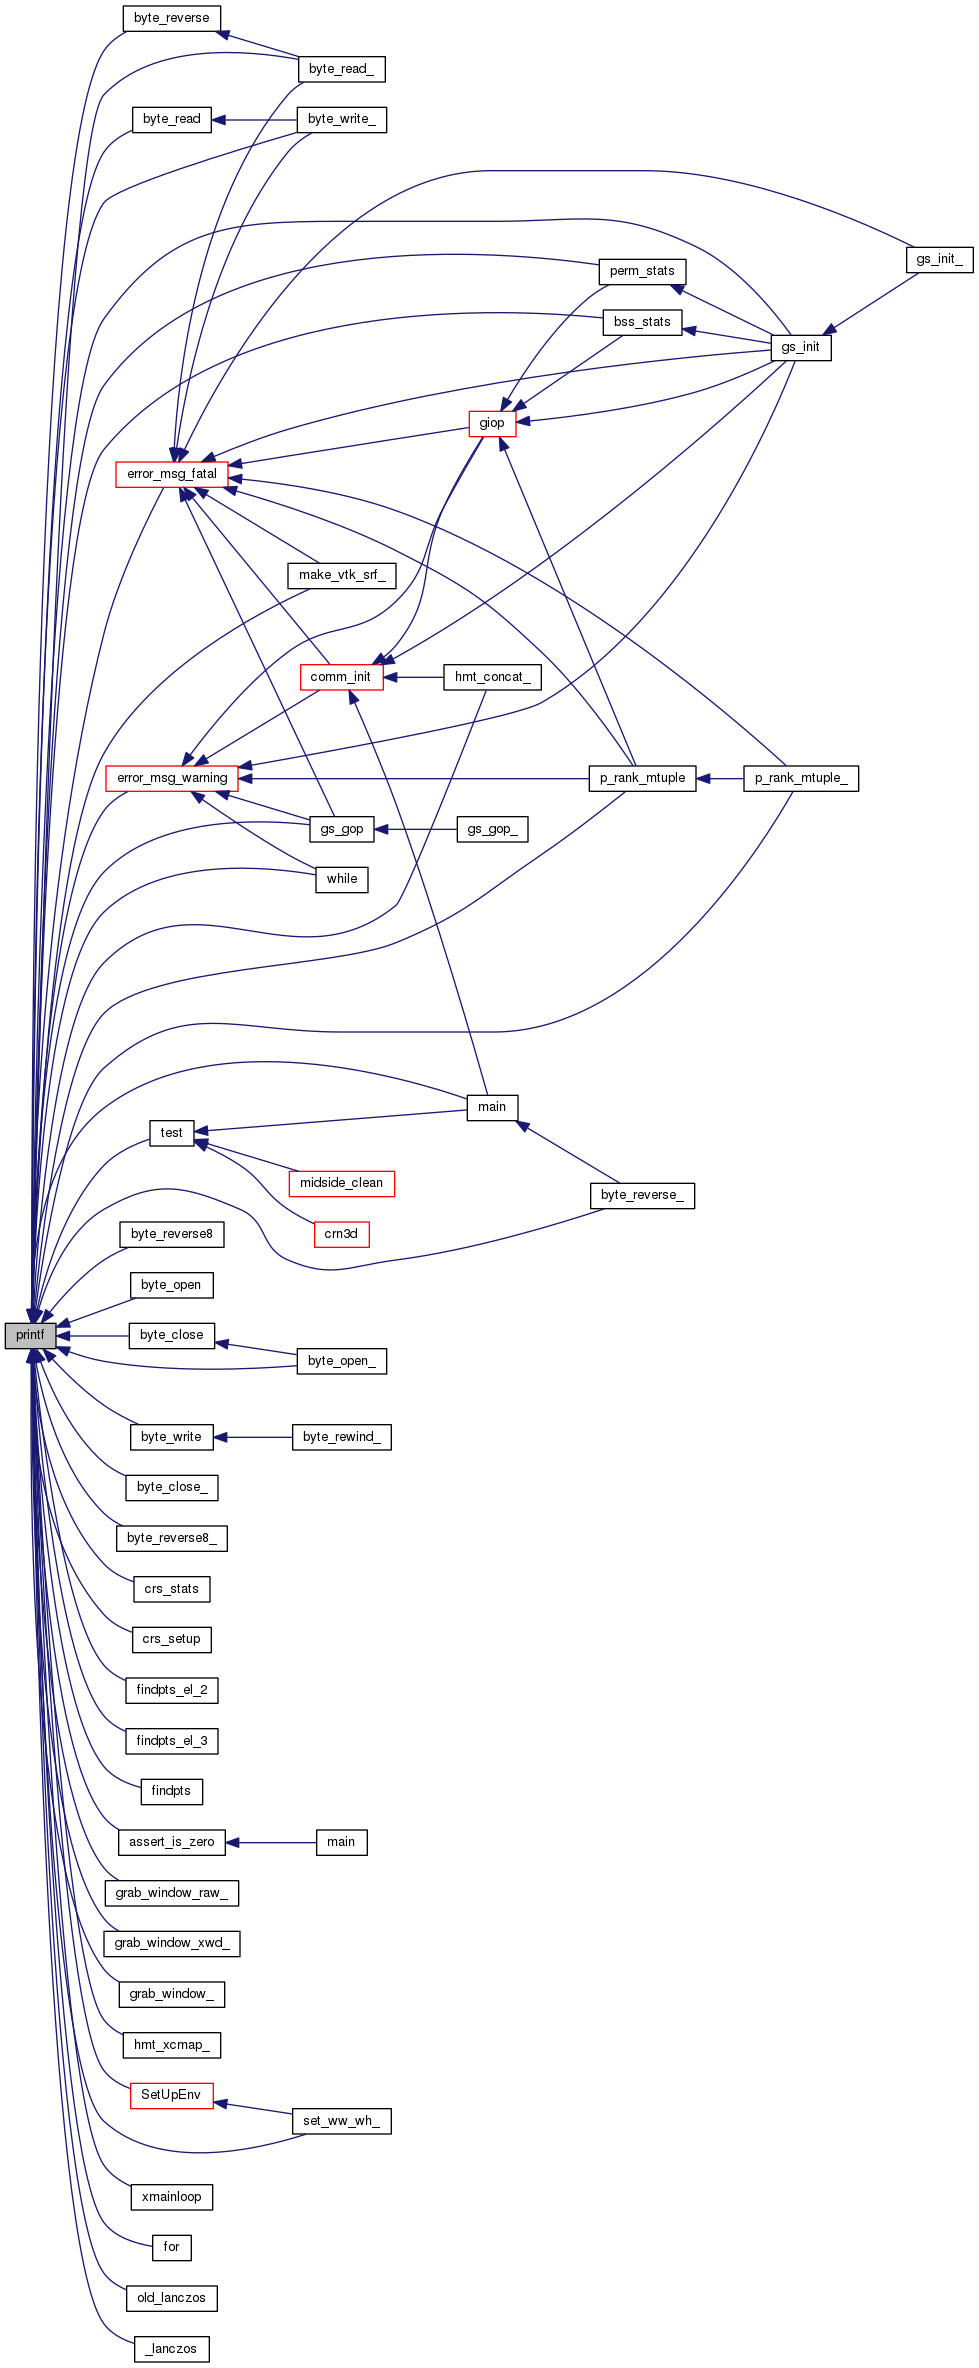 byte_reverse
byte_read_
byte_read
byte_write_
gs_init_
perm_stats
bss_stats
gs_init
giop
error_msg_fatal
make_vtk_srf_
comm_init
hmt_concat_
error_msg_warning
p_rank_mtuple
p_rank_mtuple_
gs_gop
gs_gop_
while
main
test
midside_clean
byte_reverse_
crn3d
byte_reverse8
byte_open
printf
byte_close
byte_open_
byte_write
byte_rewind_
byte_close_
byte_reverse8_
crs_stats
crs_setup
findpts_el_2
findpts_el_3
findpts
assert_is_zero
main
grab_window_raw_
grab_window_xwd_
grab_window_
hmt_xcmap_
SetUpEnv
set_ww_wh_
xmainloop
for
old_lanczos
_lanczos